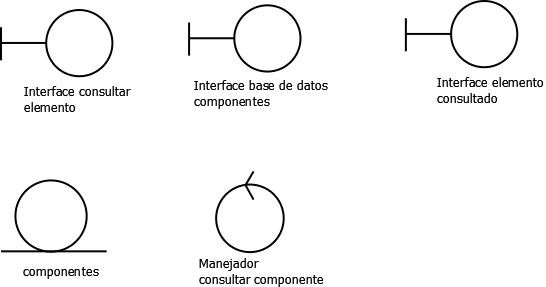 Interface consultar
elemento
Interface base de datos
componentes
Interface elemento
consultado
componentes
Manejador
consultar componente